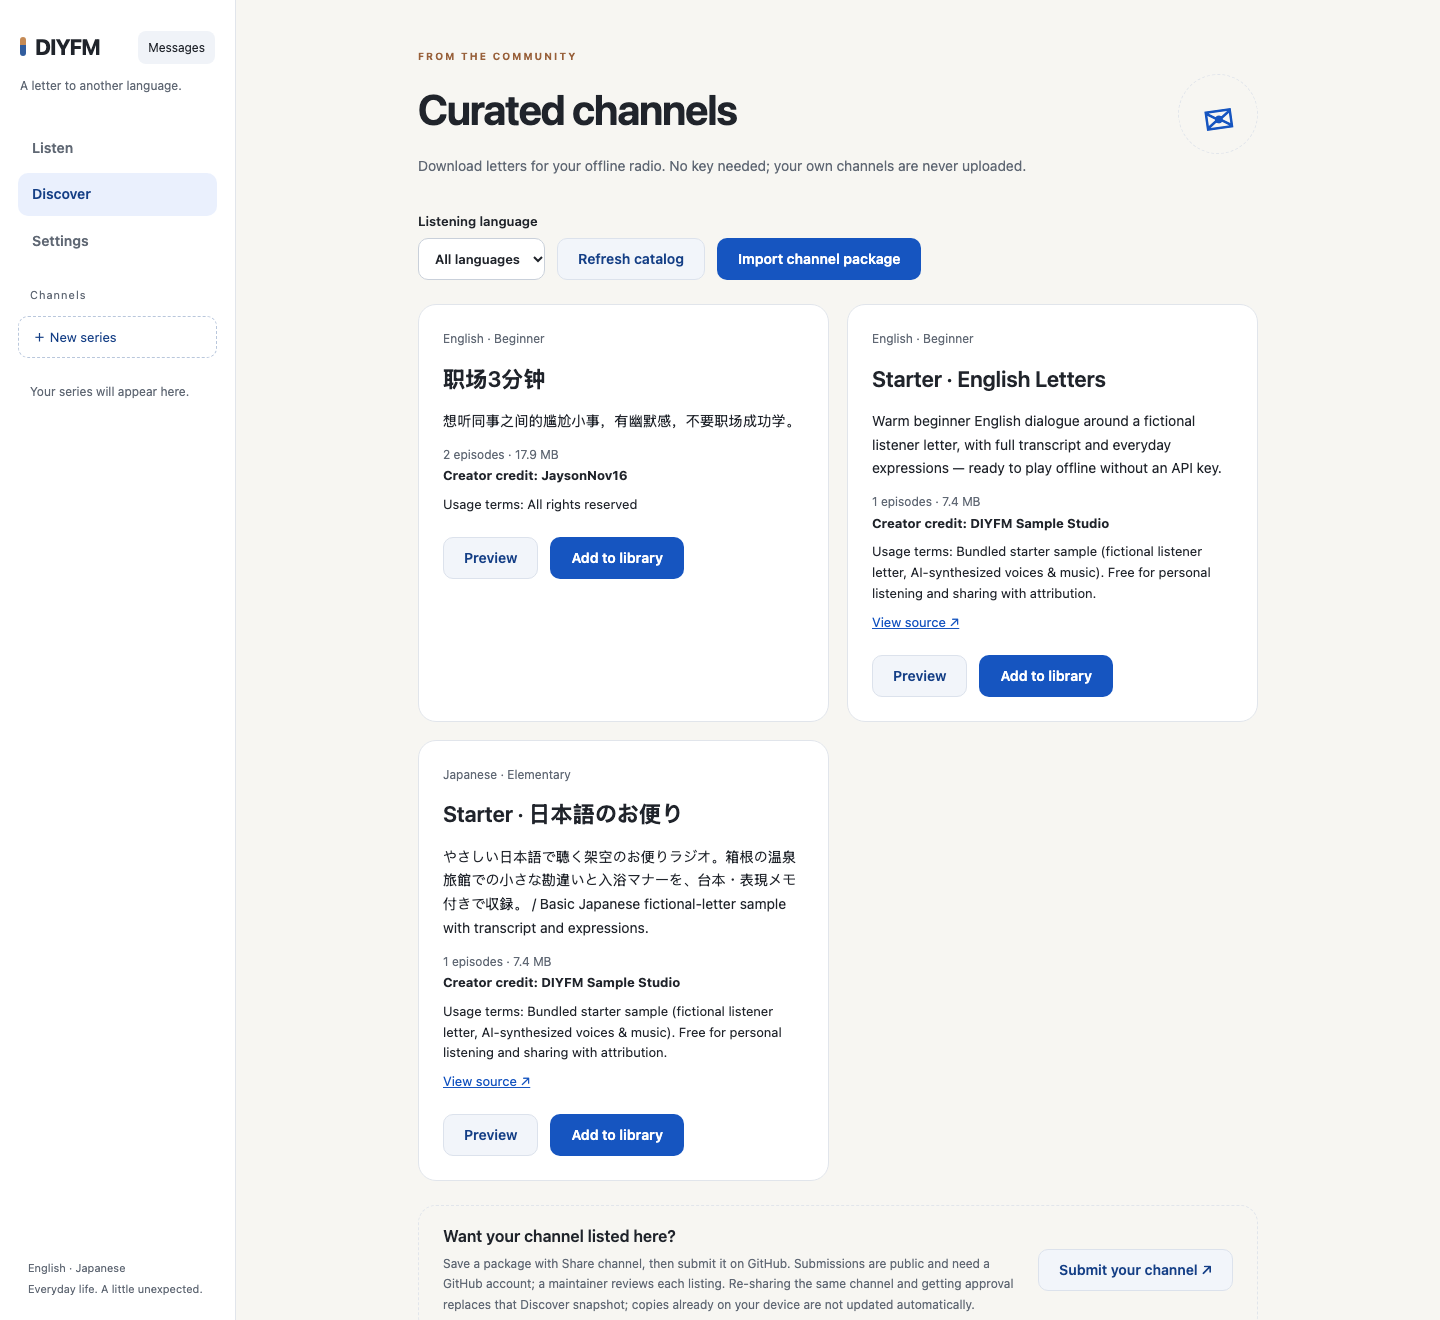 DIYFM
Messages
A letter to another language.
Listen
Discover
Settings
Channels
+ New series
Your series will appear here.
English · Japanese
Everyday life. A little unexpected.
FROM THE COMMUNITY
Curated channels
Download letters for your offline radio. No key needed; your own channels are never uploaded.
Listening language
All languages
Refresh catalog
Import channel package
English · Beginner
职场3分钟
想听同事之间的尴尬小事，有幽默感，不要职场成功学。
2 episodes · 17.9 MB
Creator credit: JaysonNov16
Usage terms: All rights reserved
Preview
Add to library
English · Beginner
Starter · English Letters
Warm beginner English dialogue around a fictional
listener letter, with full transcript and everyday
expressions — ready to play offline without an API key.
1 episodes · 7.4 MB
Creator credit: DIYFM Sample Studio
Usage terms: Bundled starter sample (fictional listener
letter, AI-synthesized voices & music). Free for personal
listening and sharing with attribution.
View source ↗
Preview
Add to library
Japanese · Elementary
Starter · 日本語のお便り
やさしい日本語で聴く架空のお便りラジオ。箱根の温泉
旅館での小さな勘違いと入浴マナーを、台本・表現メモ
付きで収録。 / Basic Japanese fictional-letter sample
with transcript and expressions.
1 episodes · 7.4 MB
Creator credit: DIYFM Sample Studio
Usage terms: Bundled starter sample (fictional listener
letter, AI-synthesized voices & music). Free for personal
listening and sharing with attribution.
View source ↗
Preview
Add to library
Want your channel listed here?
Save a package with Share channel, then submit it on GitHub. Submissions are public and need a
GitHub account; a maintainer reviews each listing. Re-sharing the same channel and getting approval
replaces that Discover snapshot; copies already on your device are not updated automatically.
Submit your channel ↗